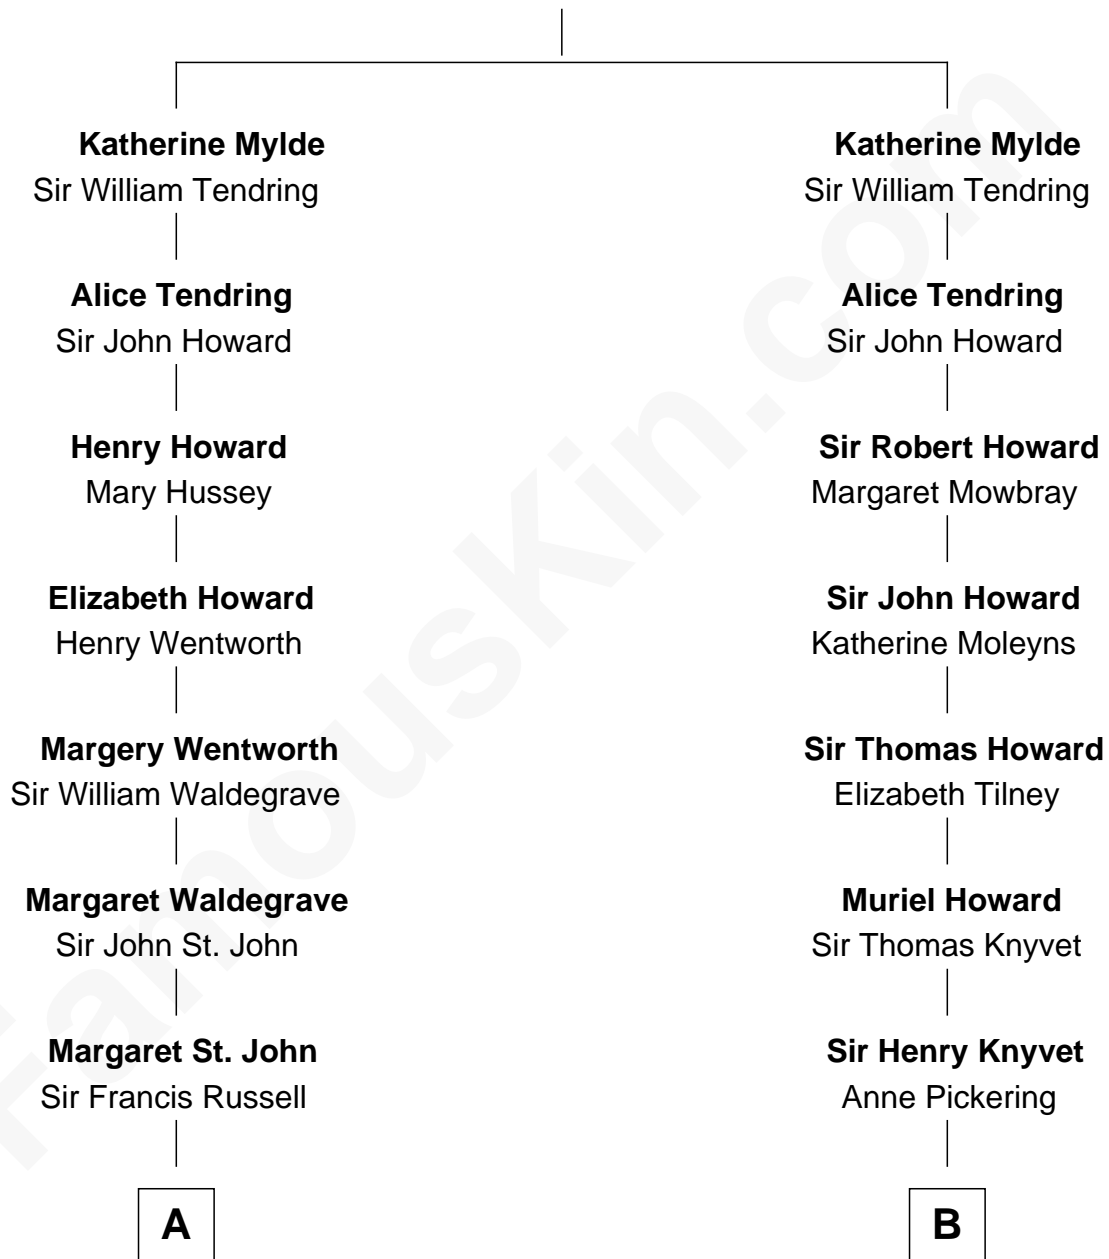 Katherine Mylde
Sir William Tendring
Alice Tendring
Sir John Howard
Henry Howard
Mary Hussey
Elizabeth Howard
Henry Wentworth
Margery Wentworth
Sir William Waldegrave
Margaret Waldegrave
Sir John St. John
Margaret St. John
Sir Francis Russell
A
Katherine Mylde
Sir William Tendring
Alice Tendring
Sir John Howard
Sir Robert Howard
Margaret Mowbray
Sir John Howard
Katherine Moleyns
Sir Thomas Howard
Elizabeth Tilney
Muriel Howard
Sir Thomas Knyvet
Sir Henry Knyvet
Anne Pickering
B
FamousKin.com